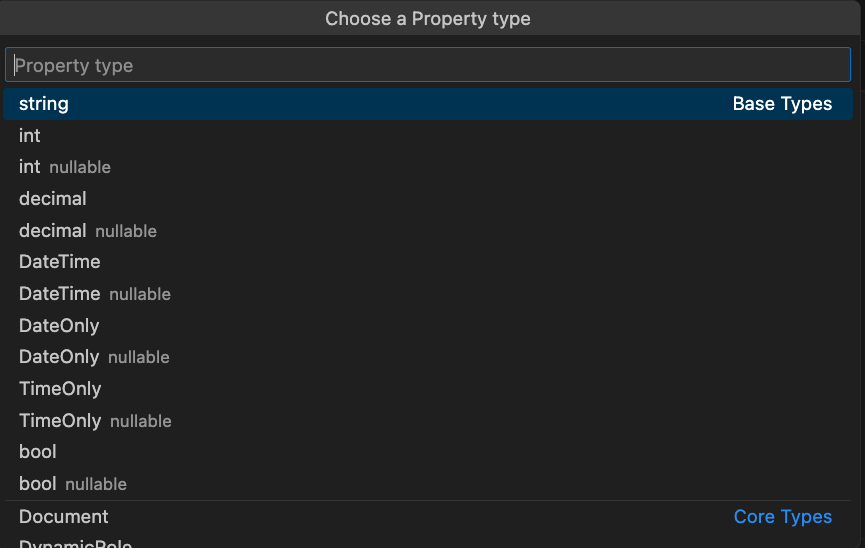 Choose a Property type
Property type
string Base Types
int
int nullable
decimal
decimal nullable
DateTime
DateTime nullable
DateOnly
DateOnly nullable
TimeOnly
TimeOnly nullable
bool
bool nullable
Document Core Types
DynamicRole